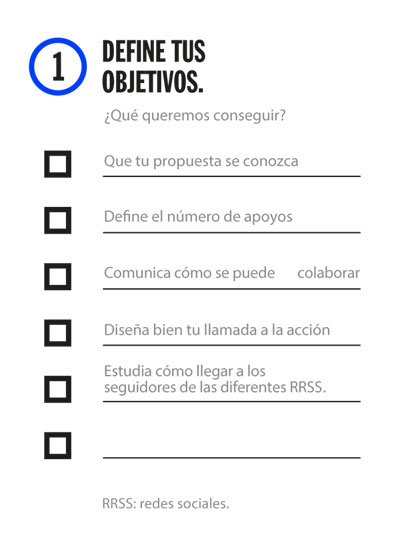 1
DEFINE TUS
OBJETIVOS.
¿Qué queremos conseguir?
Que tu propuesta se conozca
Define el número de apoyos
Comunica cómo se puede colaborar
Diseña bien tu llamada a la acción
Estudia cómo llegar a los
seguidores de las diferentes RRSS.
RRSS: redes sociales.